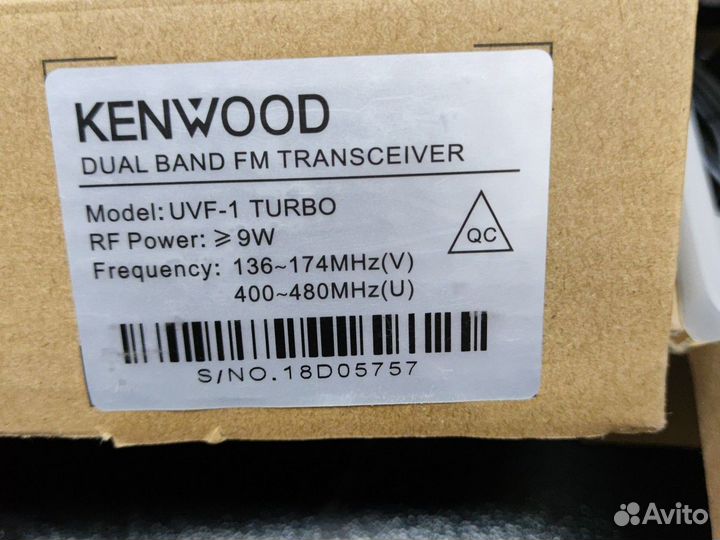 KENWOOD
DUAL BAND FM TRANSCEIVER
Model:UVF-1 TURBO
RF Power: ⩾9W
QC
Frequency: 136~174MHz(V)
400~480MHz(U)
S/NO.18D05757
Avito